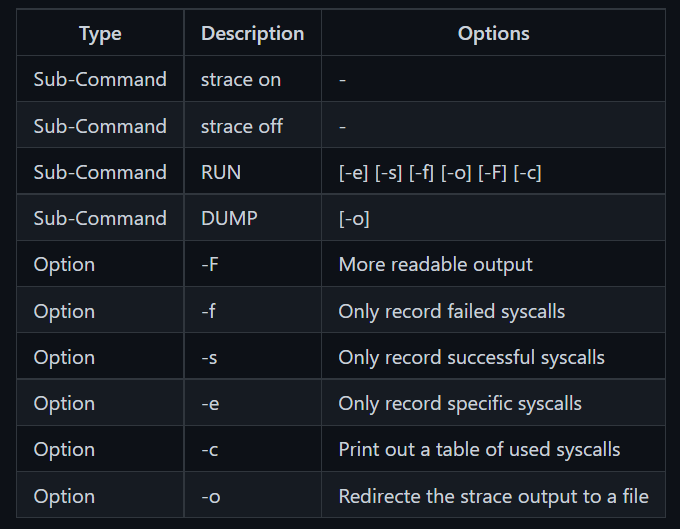 Type Description Options
Sub-Command strace on -
Sub-Command strace off -
Sub-Command RUN [-e] [-s] [-f] [-o] [-F] [-c]
Sub-Command DUMP [-o]
Option -F More readable output
Option -f Only record failed syscalls
Option -s Only record successful syscalls
Option -e Only record specific syscalls
Option -c Print out a table of used syscalls
Option -o Redirecte the strace output to a file